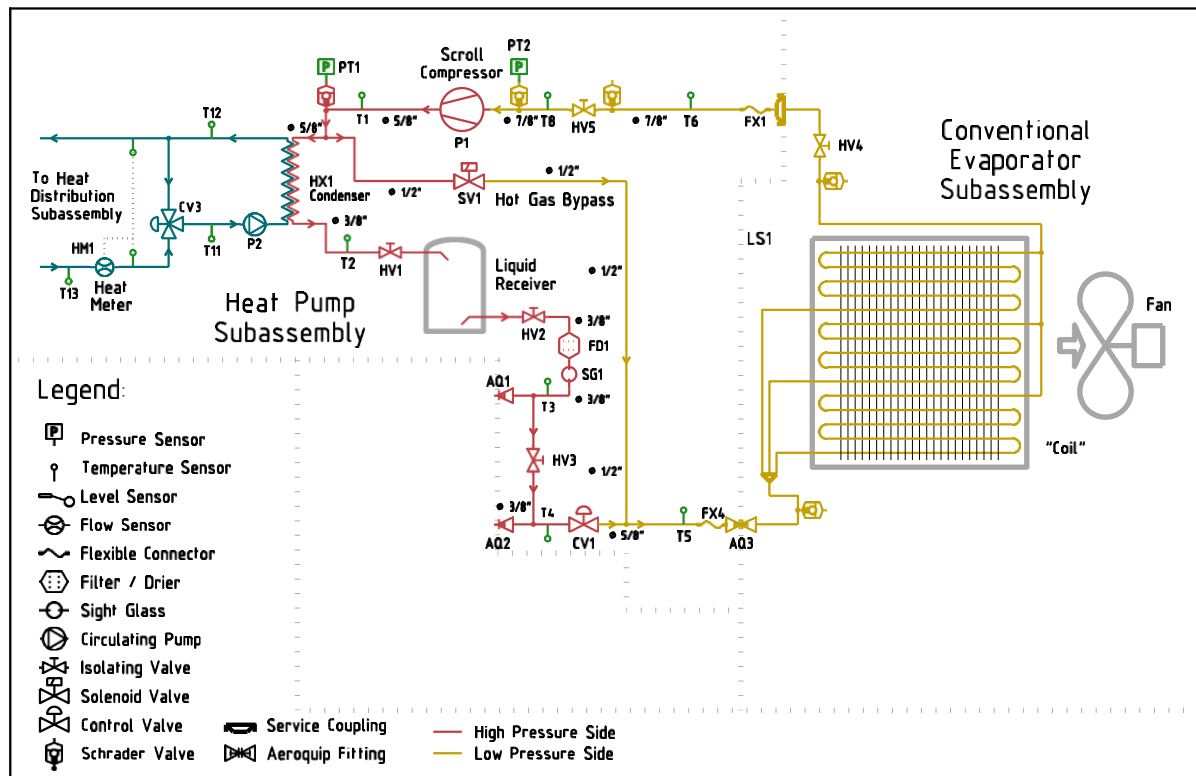 PT2
Scroll
Compressor
P
PT1
P
T12
5/8"
T1
5/8"
P1
7/8"
T8
HV5
7/8"
T6
FX1
HV4
Conventional
Evaporator
Subassembly
To Heat
Distribution
Subassembly
HX1
Condenser
1/2"
1/2"
SV1
Hot Gas Bypass
CV3
3/8"
HM1
T11
P2
T2
HV1
LS1
T13
Heat
Meter
Heat Pump
Subassembly
Liquid
Receiver
1/2"
HV2
3/8"
FD1
SG1
Fan
AQ1
T3
3/8"
HV3
1/2"
"Coil"
3/8"
T4
AQ2
CV1
5/8"
T5
FX4
AQ3
Legend:
P
Pressure Sensor
Temperature Sensor
Level Sensor
Flow Sensor
Flexible Connector
Filter / Drier
Sight Glass
Circulating Pump
Isolating Valve
Solenoid Valve
Control Valve
Schrader Valve
Service Coupling
Aeroquip Fitting
High Pressure Side
Low Pressure Side